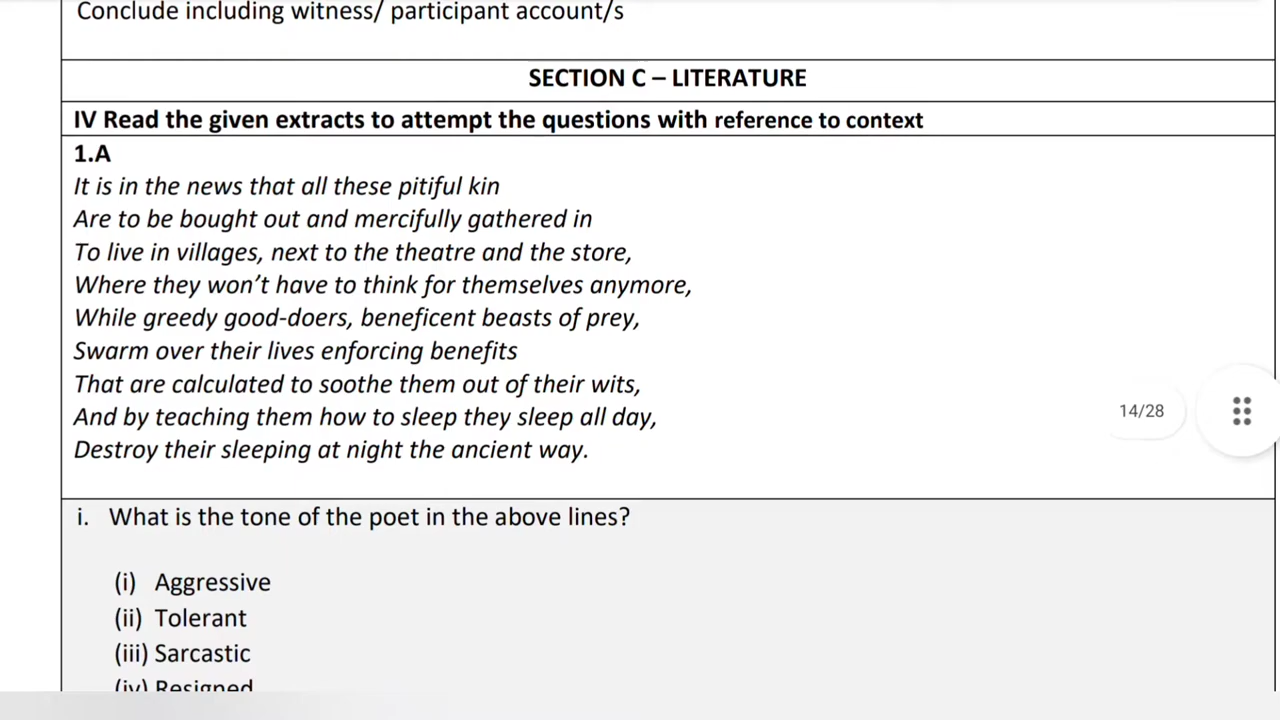 Conclude including witness/ participant account/s
SECTION C – LITERATURE
IV Read the given extracts to attempt the questions with reference to context
1.A
It is in the news that all these pitiful kin
Are to be bought out and mercifully gathered in
To live in villages, next to the theatre and the store,
Where they won’t have to think for themselves anymore,
While greedy good-doers, beneficent beasts of prey,
Swarm over their lives enforcing benefits
That are calculated to soothe them out of their wits,
And by teaching them how to sleep they sleep all day,
Destroy their sleeping at night the ancient way.
14/28
i. What is the tone of the poet in the above lines?
(i) Aggressive
(ii) Tolerant
(iii) Sarcastic
(iv) Resigned